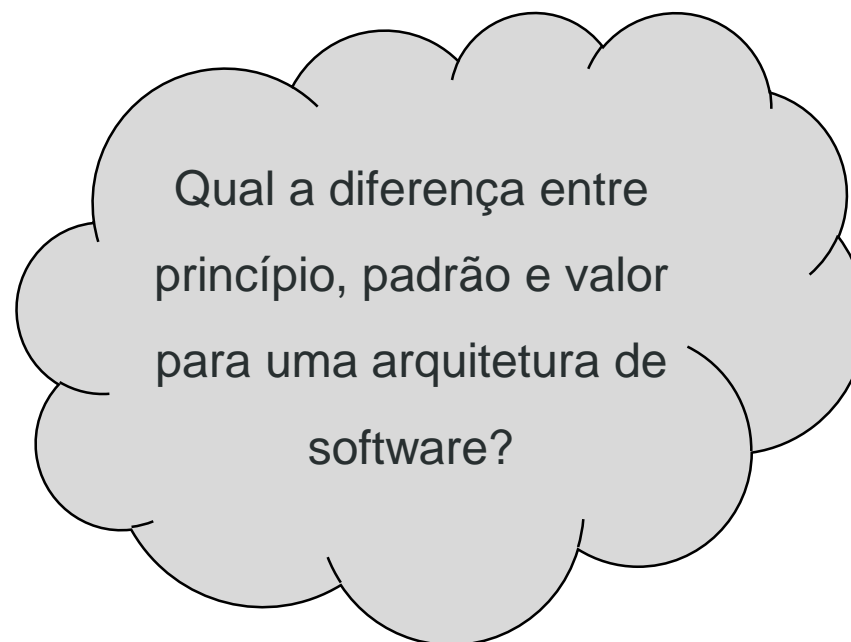 Qual a diferença entre
princípio, padrão e valor
para uma arquitetura de
software?